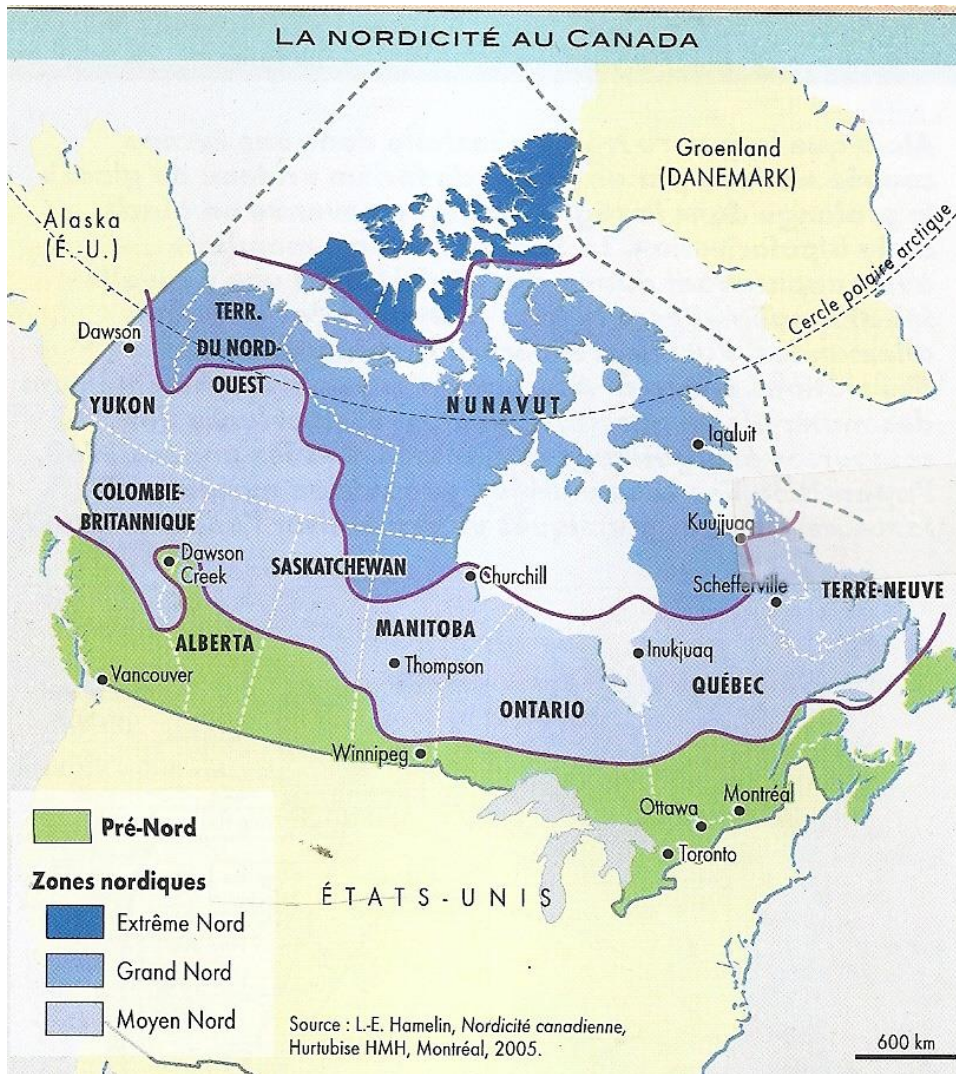 LA NORDICITÉ AU CANADA
Groenland
(DANEMARK)
Alaska
(É.-U.)
Cercle polaire arctique
TERR.
DU NORD-
OUEST
Dawson
YUKON
NUNAVUT
Iqaluit
COLOMBIE-
BRITANNIQUE
Kuujjuaq
Dawson
Creek
SASKATCHEWAN
Churchill
Schefferville
TERRE-NEUVE
ALBERTA
MANITOBA
Inukjuaq
Thompson
QUÉBEC
Vancouver
ONTARIO
Winnipeg
Ottawa
Montréal
Toronto
Pré-Nord
Zones nordiques
ÉTATS-UNIS
Extrême Nord
Grand Nord
Moyen Nord
Source : L.-E. Hamelin, Nordicité canadienne,
Hurtubise HMH, Montréal, 2005.
600 km